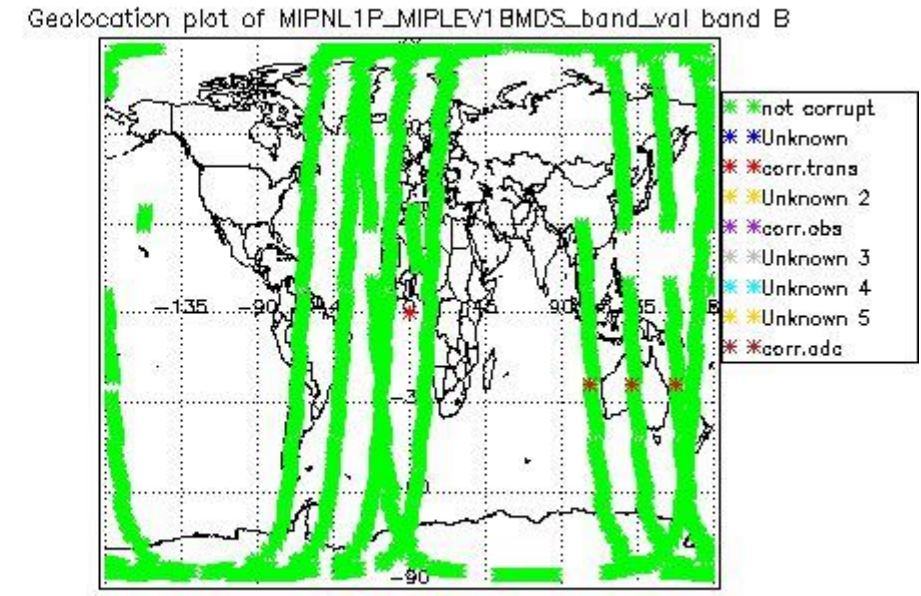 Geolocation plot of MIPNL1P_MIPLEV1BMDS_band_val band B
not corrupt
Unknown
corr.trans
Unknown 2
corr.obs
Unknown 3
Unknown 4
Unknown 5
corr.adc
-135 -90 45 90
-90